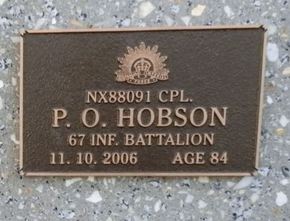 NX88091 CPL.
P. O. HOBSON
67 INF. BATTALION
11. 10. 2006 AGE 84